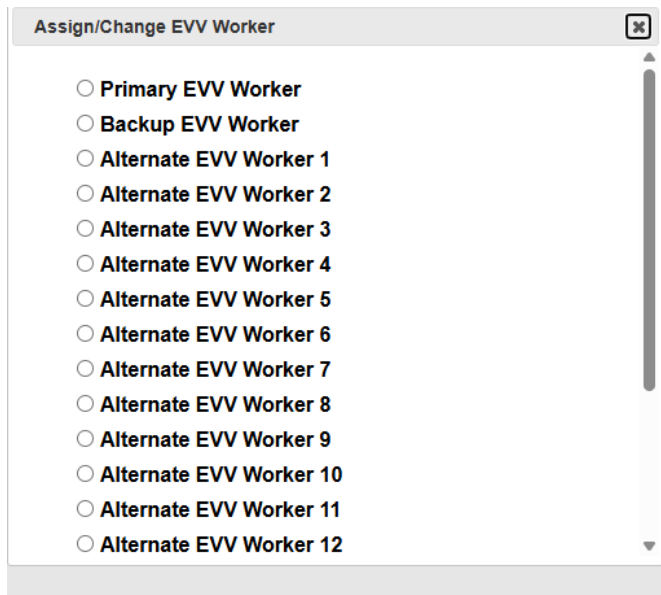 Assign/Change EVV Worker
Primary EVV Worker
Backup EVV Worker
Alternate EVV Worker 1
Alternate EVV Worker 2
Alternate EVV Worker 3
Alternate EVV Worker 4
Alternate EVV Worker 5
Alternate EVV Worker 6
Alternate EVV Worker 7
Alternate EVV Worker 8
Alternate EVV Worker 9
Alternate EVV Worker 10
Alternate EVV Worker 11
Alternate EVV Worker 12